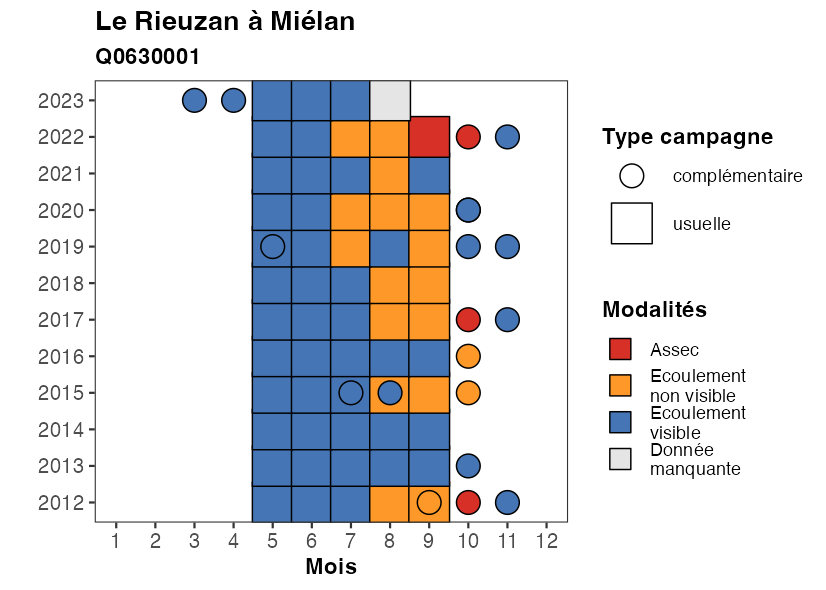 Le Rieuzan à Miélan
Q0630001
2023
2022
2021
2020
2019
2018
2017
2016
2015
2014
2013
2012
1 2 3 4 5 6 7 8 9 10 11 12
Mois
Type campagne
complémentaire
usuelle
Modalités
Assec
Ecoulement
non visible
Ecoulement
visible
Donnée
manquante